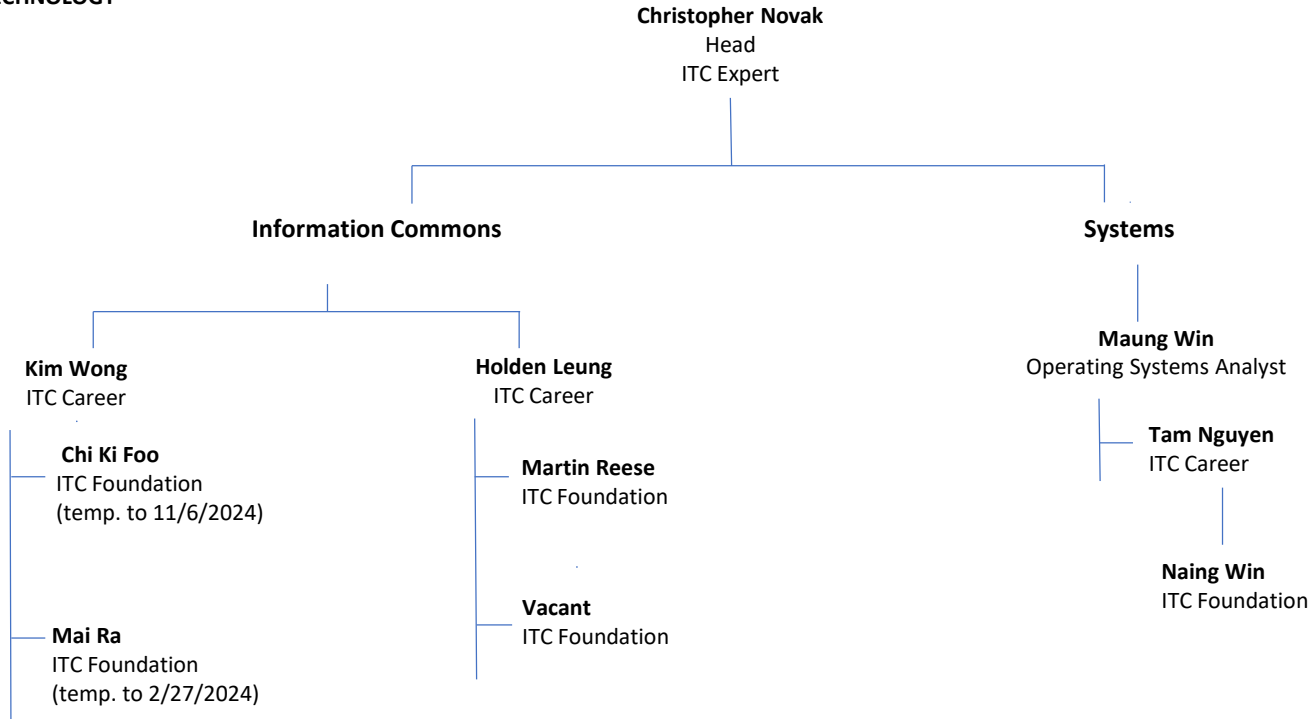 Christopher Novak
Head
ITC Expert
Information Commons
Systems
Kim Wong
ITC Career
Chi Ki Foo
ITC Foundation
(temp. to 11/6/2024)
Mai Ra
ITC Foundation
(temp. to 2/27/2024)
Holden Leung
ITC Career
Martin Reese
ITC Foundation
Vacant
ITC Foundation
Maung Win
Operating Systems Analyst
Tam Nguyen
ITC Career
Naing Win
ITC Foundation